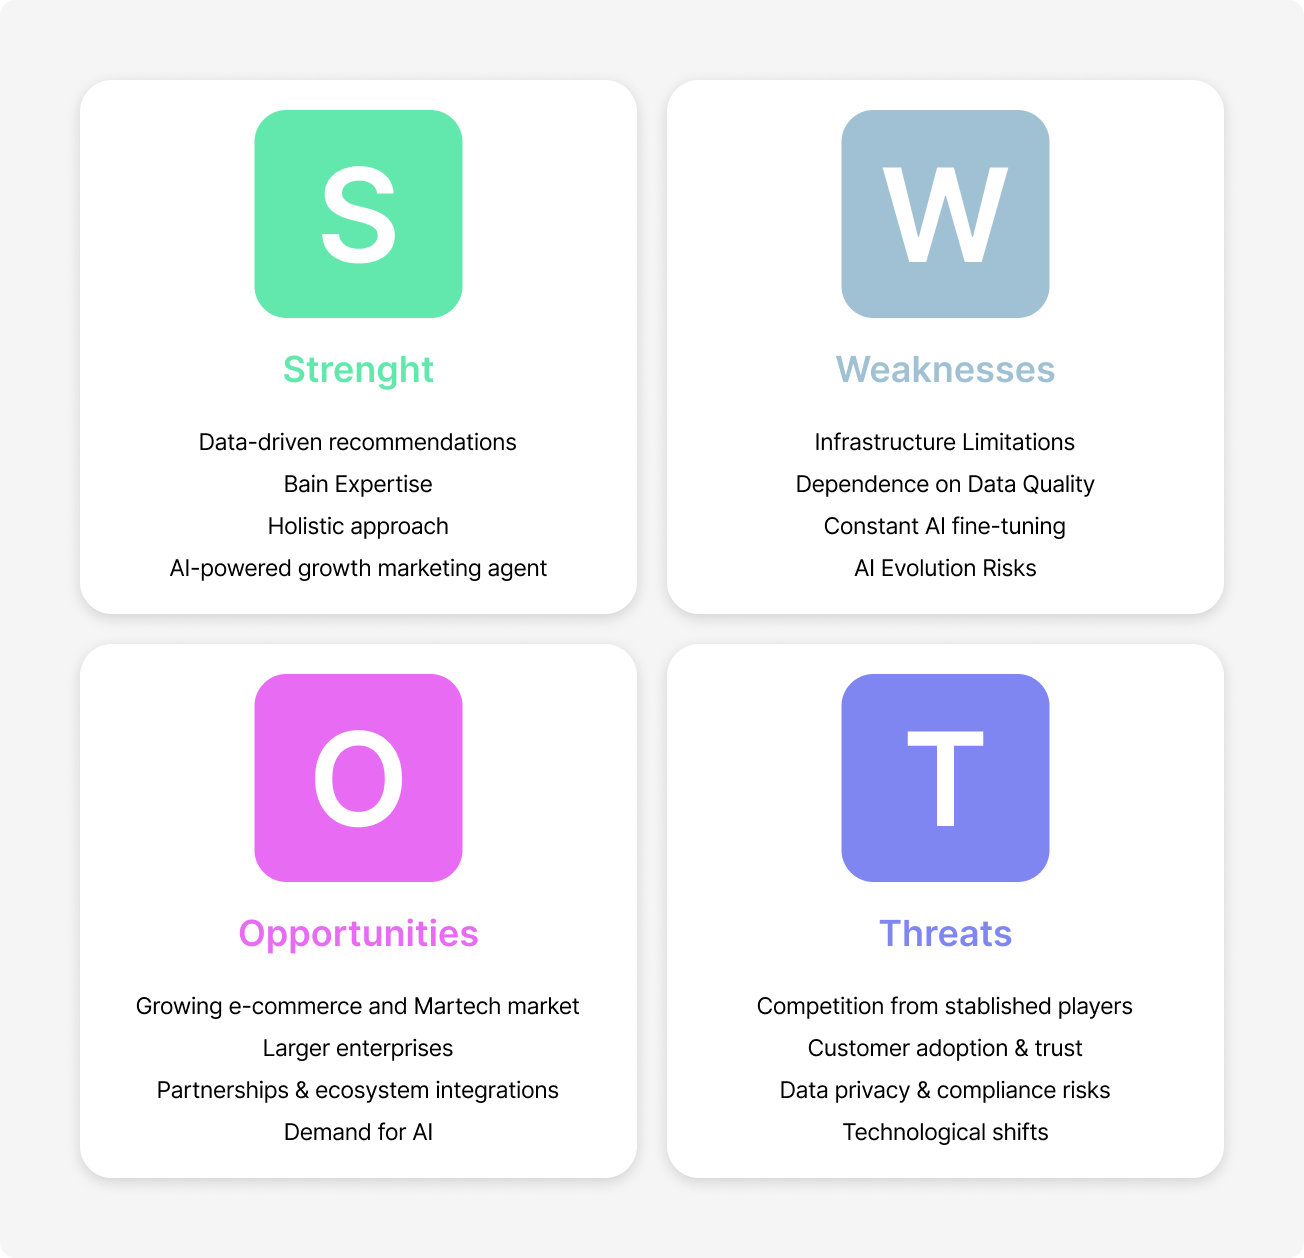 S
Strenght
Data-driven recommendations
Bain Expertise
Holistic approach
AI-powered growth marketing agent
W
Weaknesses
Infrastructure Limitations
Dependence on Data Quality
Constant AI fine-tuning
AI Evolution Risks
O
Opportunities
Growing e-commerce and Martech market
Larger enterprises
Partnerships & ecosystem integrations
Demand for AI
T
Threats
Competition from stablished players
Customer adoption & trust
Data privacy & compliance risks
Technological shifts